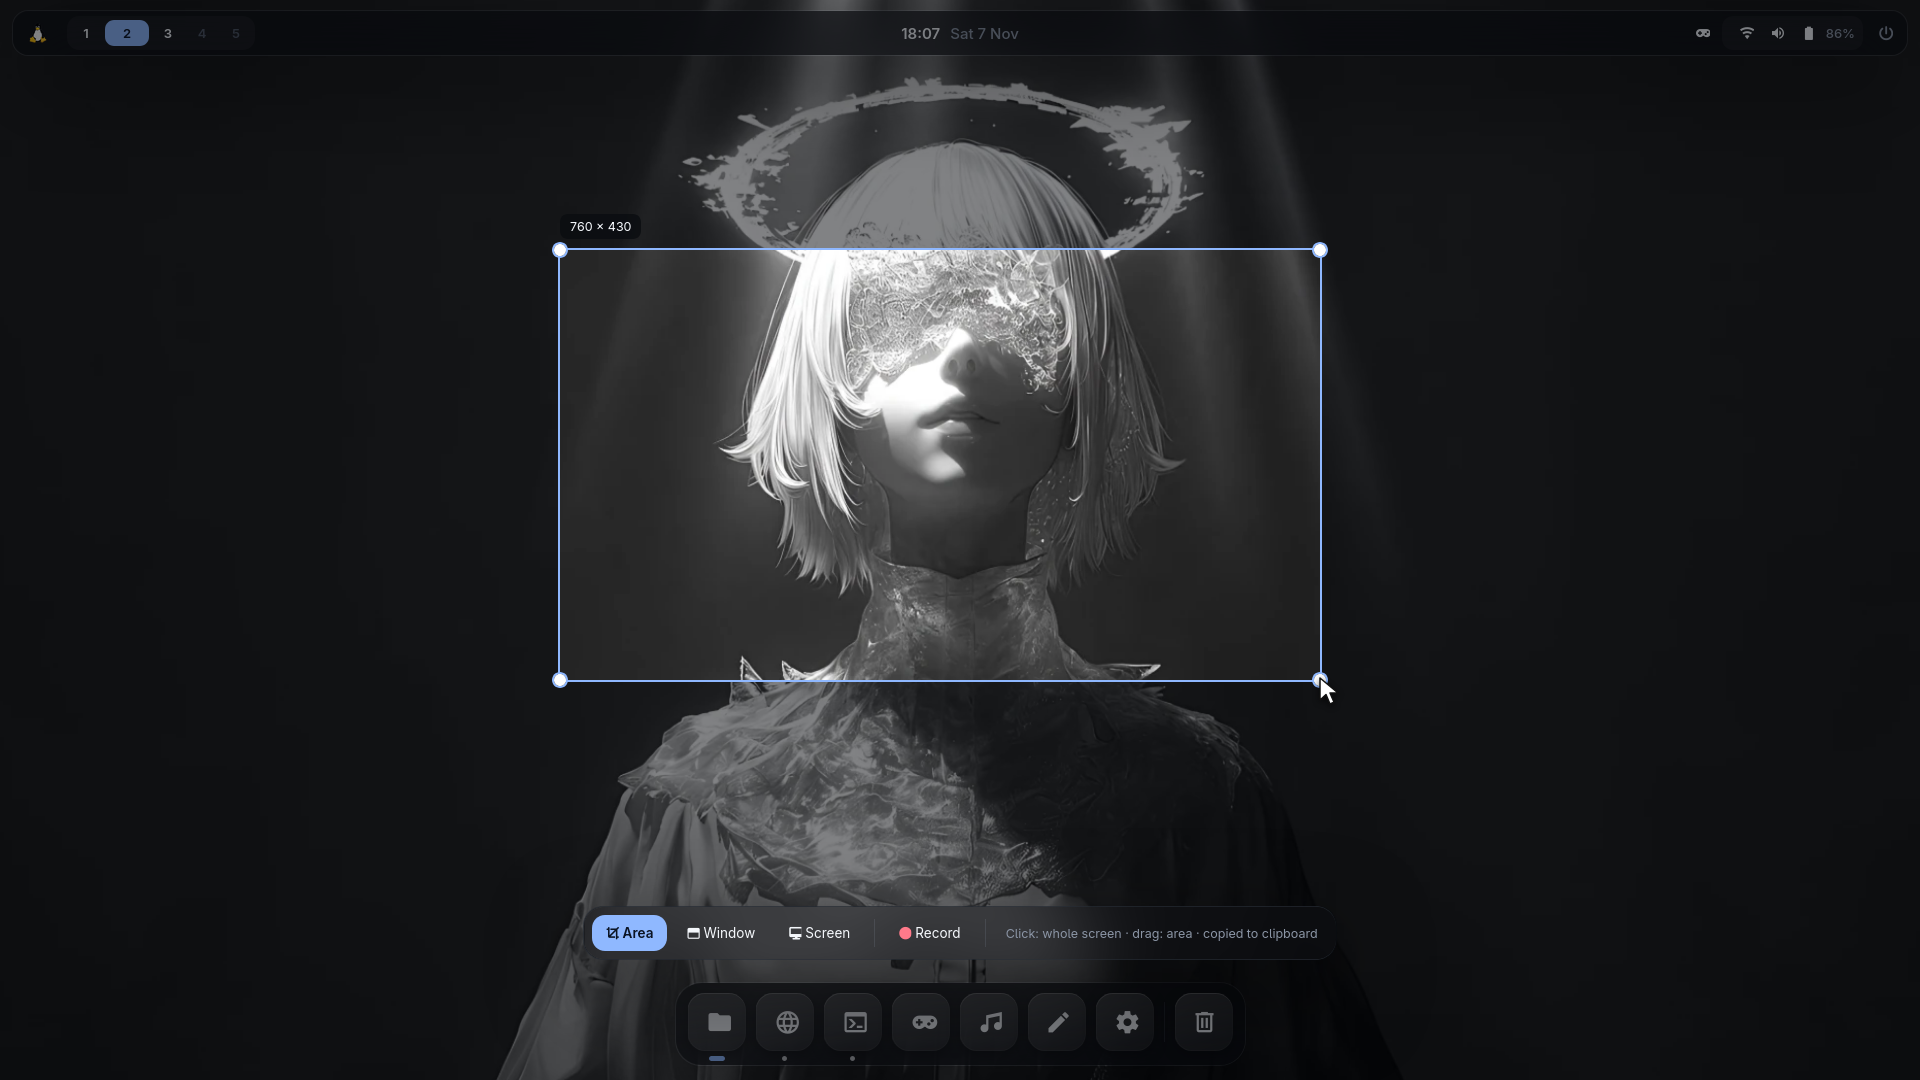 1 2 3 4 5
18:07 Sat 7 Nov
86%
760 × 430
Area Window Screen Record Click: whole screen · drag: area · copied to clipboard